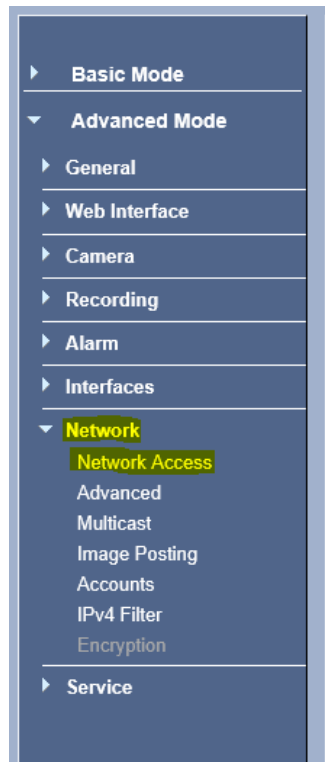 Basic Mode
Advanced Mode
General
Web Interface
Camera
Recording
Alarm
Interfaces
Network
Network Access
Advanced
Multicast
Image Posting
Accounts
IPv4 Filter
Encryption
Service